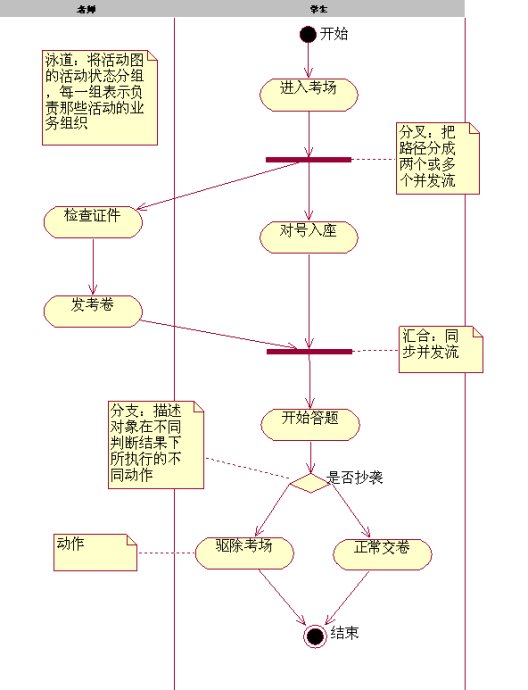 老师
学生
开始
泳道：将活动图
的活动状态分组
，每一组表示负
责那些活动的业
务组织
进入考场
分叉：把
路径分成
两个或多
个并发流
检查证件
对号入座
发考卷
汇合：同
步并发流
分支：描述
对象在不同
判断结果下
所执行的不
同动作
开始答题
是否抄袭
动作
驱除考场
正常交卷
结束